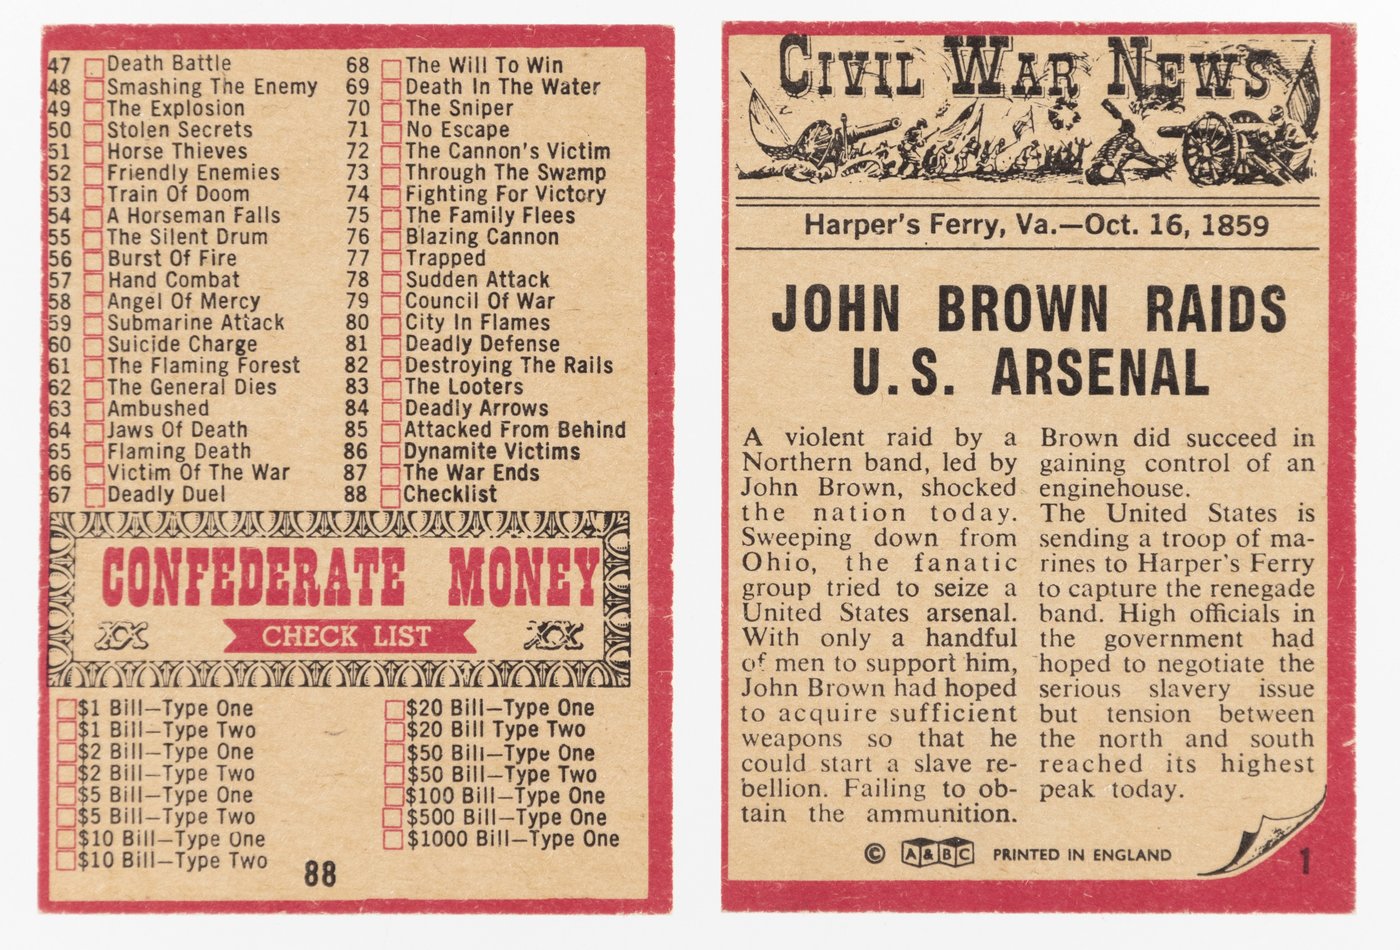 47 Death Battle
48 Smashing The Enemy
49 The Explosion
50 Stolen Secrets
51 Horse Thieves
52 Friendly Enemies
53 Train Of Doom
54 A Horseman Falls
55 The Silent Drum
56 Burst Of Fire
57 Hand Combat
58 Angel Of Mercy
59 Submarine Attack
60 Suicide Charge
61 The Flaming Forest
62 The General Dies
63 Ambushed
64 Jaws Of Death
65 Flaming Death
66 Victim Of The War
67 Deadly Duel
68 The Will To Win
69 Death In The Water
70 The Sniper
71 No Escape
72 The Cannon's Victim
73 Through The Swamp
74 Fighting For Victory
75 The Family Flees
76 Blazing Cannon
77 Trapped
78 Sudden Attack
79 Council Of War
80 City In Flames
81 Deadly Defense
82 Destroying The Rails
83 The Looters
84 Deadly Arrows
85 Attacked From Behind
86 Dynamite Victims
87 The War Ends
88 Checklist
CONFEDERATE MONEY
XX CHECK LIST XX
$1 Bill—Type One
$1 Bill—Type Two
$2 Bill—Type One
$2 Bill—Type Two
$5 Bill—Type One
$5 Bill—Type Two
$10 Bill—Type One
$10 Bill—Type Two
$20 Bill—Type One
$20 Bill Type Two
$50 Bill—Type One
$50 Bill—Type Two
$100 Bill—Type One
$500 Bill—Type One
$1000 Bill—Type One
88
CIVIL WAR NEWS
Harper's Ferry, Va.—Oct. 16, 1859
JOHN BROWN RAIDS
U.S. ARSENAL
A violent raid by a
Northern band, led by
John Brown, shocked
the nation today.
Sweeping down from
Ohio, the fanatic
group tried to seize a
United States arsenal.
With only a handful
of men to support him,
John Brown had hoped
to acquire sufficient
weapons so that he
could start a slave re-
bellion. Failing to ob-
tain the ammunition.
Brown did succeed in
gaining control of an
enginehouse.
The United States is
sending a troop of ma-
rines to Harper's Ferry
to capture the renegade
band. High officials in
the government had
hoped to negotiate the
serious slavery issue
but tension between
the north and south
reached its highest
peak today.
© A&BC PRINTED IN ENGLAND
1